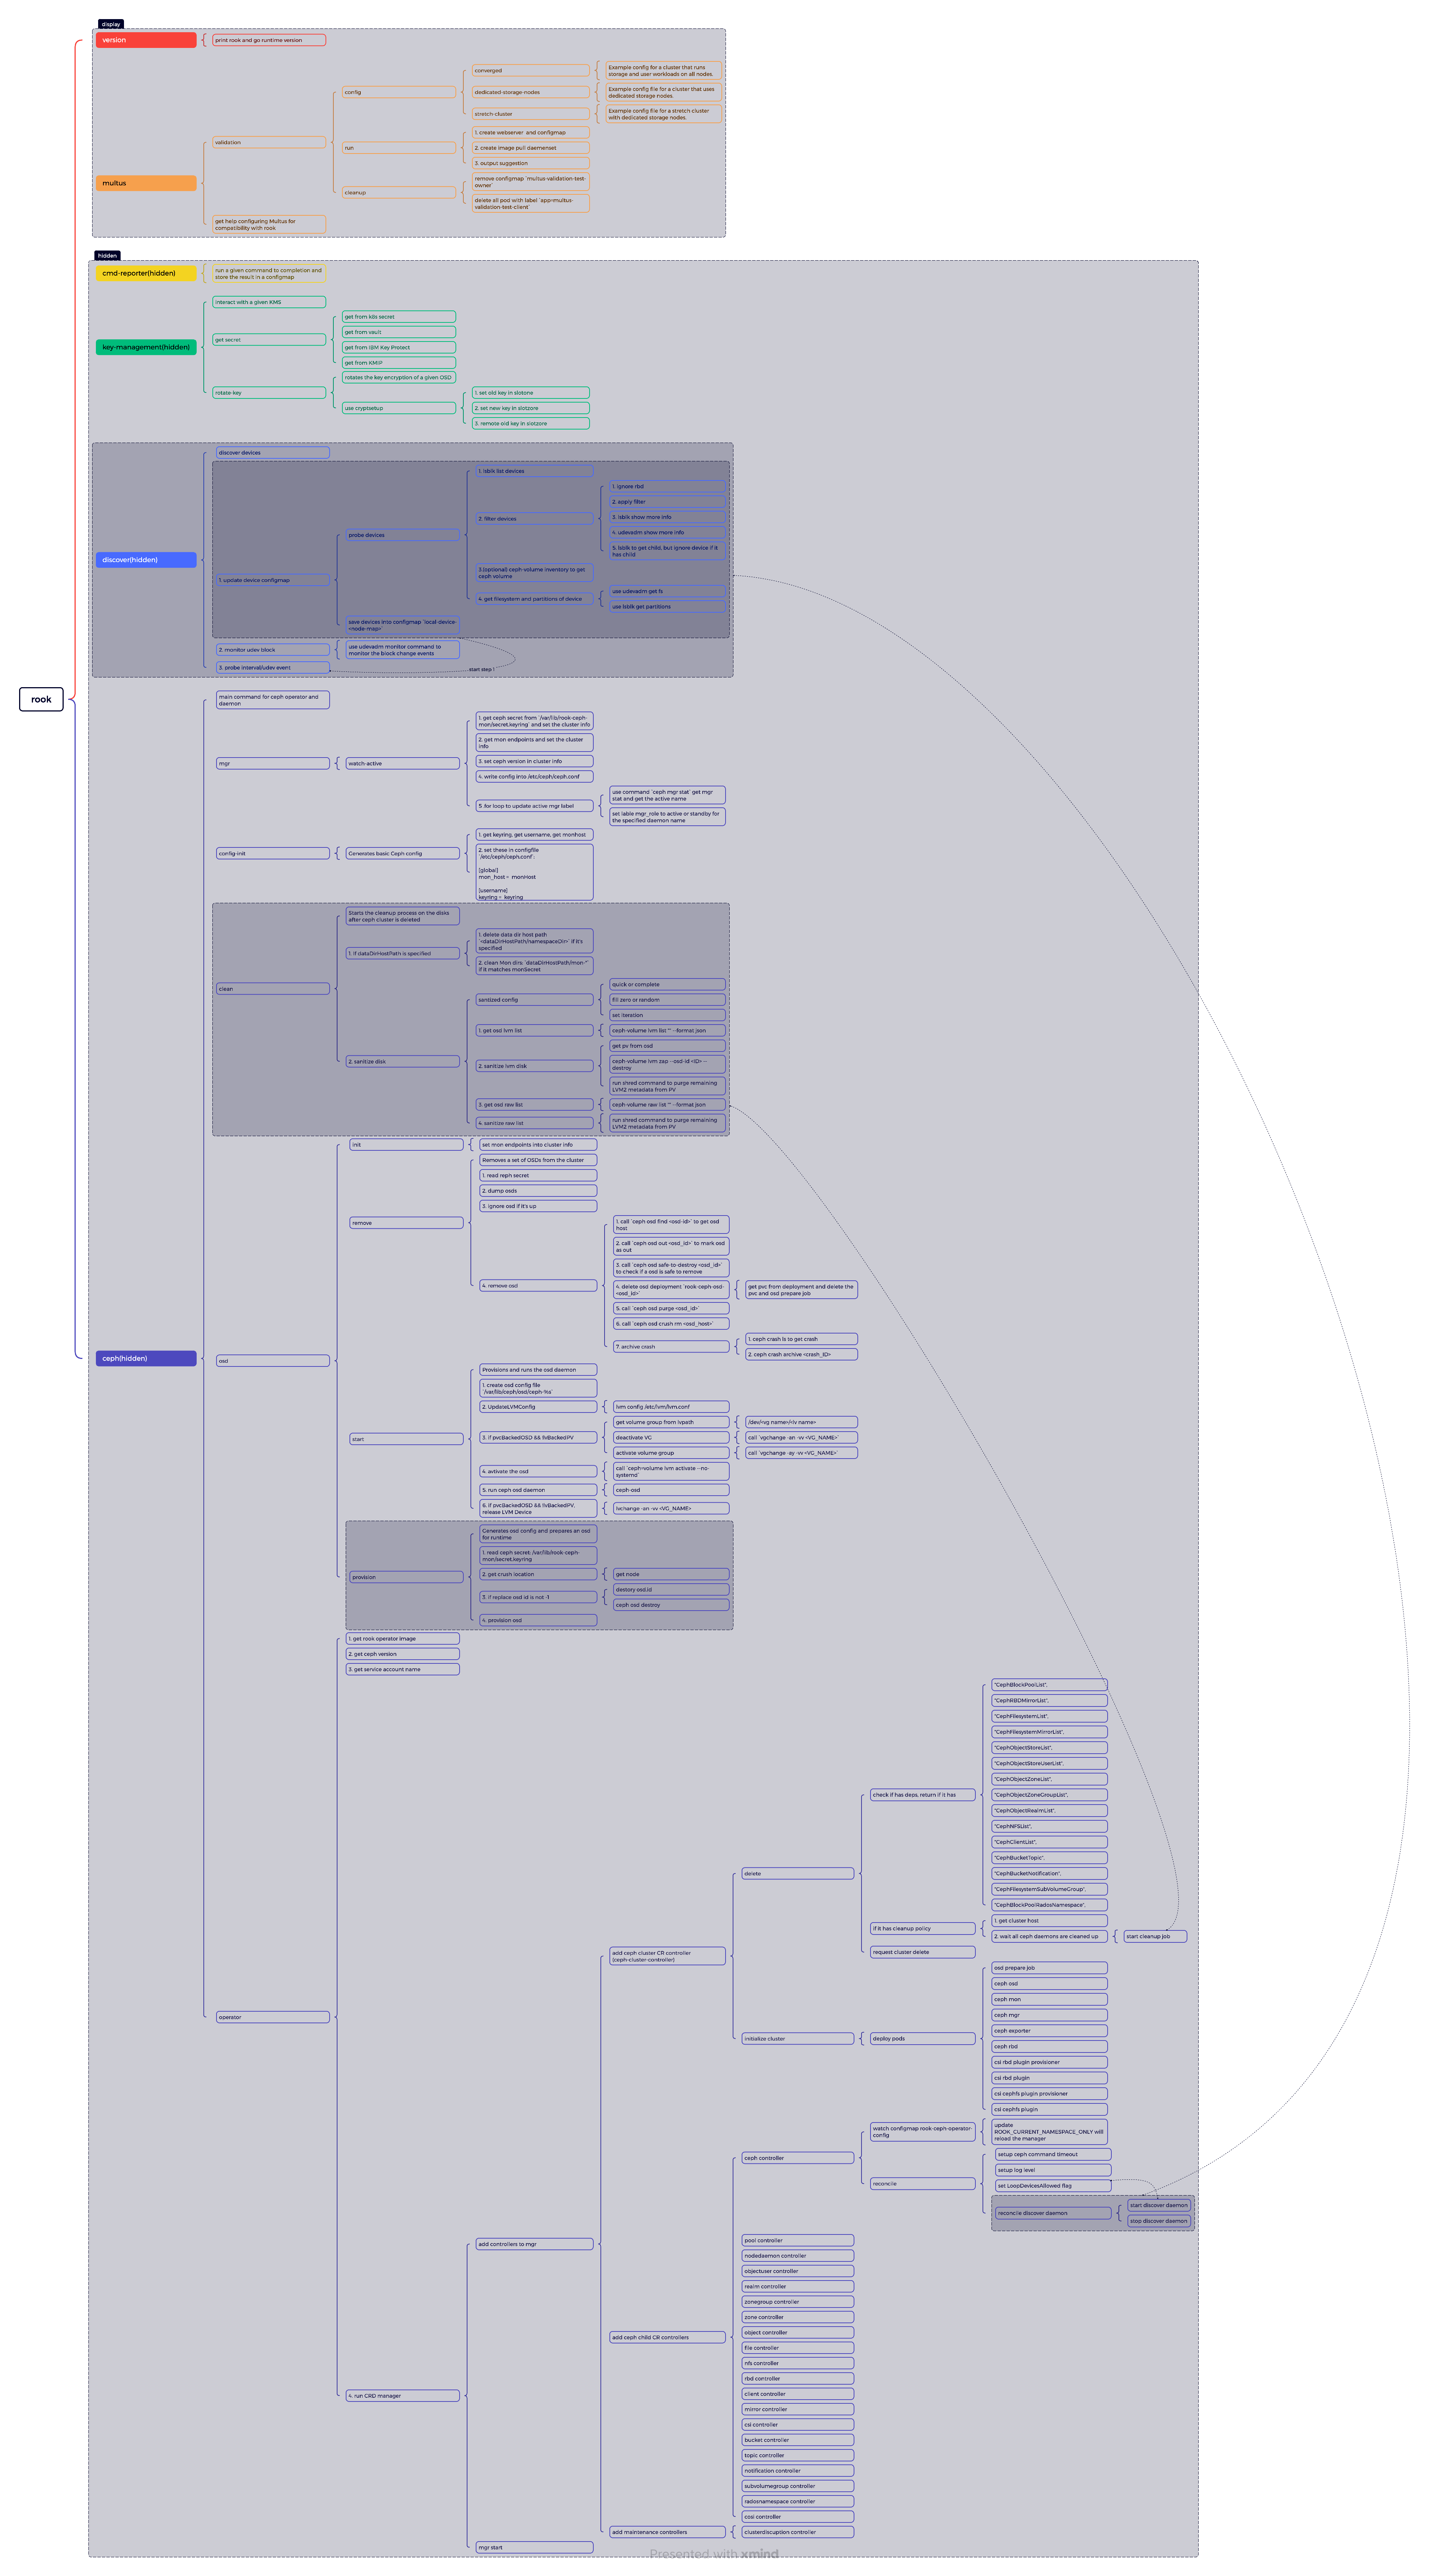 display
version
print rook and go runtime version
converged
Example config for a cluster that runs
storage and user workloads on all nodes.
config
dedicated-storage-nodes
Example config file for a cluster that uses
dedicated storage nodes.
stretch-cluster
Example config file for a stretch cluster
with dedicated storage nodes.
validation
1. create webserver and configmap
run
2. create image pull daemenset
3. output suggestion
multus
cleanup
remove configmap `multus-validation-test-
owner`
delete all pod with label `app=multus-
validation-test-client`
get help configuring Multus for
compatibility with rook
hidden
cmd-reporter(hidden)
run a given command to completion and
store the result in a configmap
interact with a given KMS
key-management(hidden)
get secret
get from k8s secret
get from vault
get from IBM Key Protect
get from KMIP
rotate-key
rotates the key encryption of a given OSD
use cryptsetup
1. set old key in slotone
2. set new key in slotzore
3. remote old key in slotzore
discover(hidden)
discover devices
1. update device configmap
probe devices
1. lsblk list devices
2. filter devices
1. ignore rbd
2. apply filter
3. lsblk show more info
4. udevadm show more info
5. lsblk to get child, but ignore device if it
has child
3.(optional) ceph-volume inventory to get
ceph volume
4. get filesystem and partitions of device
use udevadm get fs
use lsblk get partitions
save devices into configmap `local-device-
<node-map>`
2. monitor udev block
use udevadm monitor command to
monitor the block change events
3. probe interval/udev event
start step 1
rook
ceph(hidden)
main command for ceph operator and
daemon
mgr
watch-active
1. get ceph secret from `/var/lib/rook-ceph-
mon/secret.keyring` and set the cluster info
2. get mon endpoints and set the cluster
info
3. set ceph version in cluster info
4. write config into /etc/ceph/ceph.conf
5. for loop to update active mgr label
use command `ceph mgr stat` get mgr
stat and get the active name
set lable mgr_role to active or standby for
the specified daemon name
config-init
Generates basic Ceph config
1. get keyring, get username, get monhost
2. set these in configfile
`/etc/ceph/ceph.conf`.
[global]
mon_host = monHost
[username]
keyring = keyring
clean
Starts the cleanup process on the disks
after ceph cluster is deleted
1. if dataDirHostPath is specified
1. delete data dir host path
`<dataDirHostPath/namespaceDir>` if it's
specified
2. clean Mon dirs: `dataDirHostPath/mon-*`
if it matches monSecret
2. sanitize disk
santized config
quick or complete
fill zero or random
set iteration
1. get osd lvm list
ceph-volume lvm list "" --format json
2. sanitize lvm disk
get pv from osd
ceph-volume lvm zap --osd-id <ID> --
destroy
run shred command to purge remaining
LVM2 metadata from PV
3. get osd raw list
ceph-volume raw list "" --format json
4. sanitize raw list
run shred command to purge remaining
LVM2 metadata from PV
osd
init
set mon endpoints into cluster info
remove
Removes a set of OSDs from the cluster
1. read reph secret
2. dump osds
3. ignore osd if it's up
4. remove osd
1. call `ceph osd find <osd-id>` to get osd
host
2. call `ceph osd out <osd_id>` to mark osd
as out
3. call `ceph osd safe-to-destroy <osd_id>`
to check if a osd is safe to remove
4. delete osd deployment `rook-ceph-osd-
<osd_id>`
get pvc from deployment and delete the
pvc and osd prepare job
5. call `ceph osd purge <osd_id>`
6. call `ceph osd crush rm <osd_host>`
7. archive crash
1. ceph crash ls to get crash
2. ceph crash archive <crash_ID>
start
Provisions and runs the osd daemon
1. create osd config file
`/var/lib/ceph/osd/ceph-%s`
2. UpdateLVMConfig
lvm config /etc/lvm/lvm.conf
3. if pvcBackedOSD && !lvBackedPV
get volume group from lvpath
/dev/<vg name>/<lv name>
deactivate VG
call `vgchange -an -vv <VG_NAME>`
activate volume group
call `vgchange -ay -vv <VG_NAME>`
4. avtivate the osd
call `ceph=volume lvm activate --no-
systemd`
5. run ceph osd daemon
ceph-osd
6. if pvcBackedOSD && !lvBackedPV,
release LVM Device
lvchange -an -vv <VG_NAME>
provision
Generates osd config and prepares an osd
for runtime
1. read ceph secret: /var/lib/rook-ceph-
mon/secret.keyring
2. get crush location
get node
3. if replace osd id is not -1
destory osd.id
ceph osd destroy
4. provision osd
operator
1. get rook operator image
2. get ceph version
3. get service account name
4. run CRD manager
add controllers to mgr
add ceph cluster CR controller
(ceph-cluster-controller)
delete
check if has deps, return if it has
"CephBlockPoolList",
"CephRBDMirrorList",
"CephFilesystemList",
"CephFilesystemMirrorList",
"CephObjectStoreList",
"CephObjectStoreUserList",
"CephObjectZoneList",
"CephObjectZoneGroupList",
"CephObjectRealmList",
"CephNFSList",
"CephClientList",
"CephBucketTopic",
"CephBucketNotification",
"CephFilesystemSubVolumeGroup",
"CephBlockPoolRadosNamespace",
if it has cleanup policy
1. get cluster host
2. wait all ceph daemons are cleaned up
start cleanup job
request cluster delete
initialize cluster
deploy pods
osd prepare job
ceph osd
ceph mon
ceph mgr
ceph exporter
ceph rbd
csi rbd plugin provisioner
csi rbd plugin
csi cephfs plugin provisioner
csi cephfs plugin
add ceph child CR controllers
ceph controller
watch configmap rook-ceph-operator-
config
update
ROOK_CURRENT_NAMESPACE_ONLY will
reload the manager
reconcile
setup ceph command timeout
setup log level
set LoopDevicesAllowed flag
reconcile discover daemon
start discover daemon
stop discover daemon
pool controller
nodedaemon controller
objectuser controller
realm controller
zonegroup controller
zone controller
object controller
file controller
nfs controller
rbd controller
client controller
mirror controller
csi controller
bucket controller
topic controller
notification controller
subvolumegroup controller
radosnamespace controller
cosi controller
add maintenance controllers
clusterdiscuption controller
mgr start
Presented with xmind